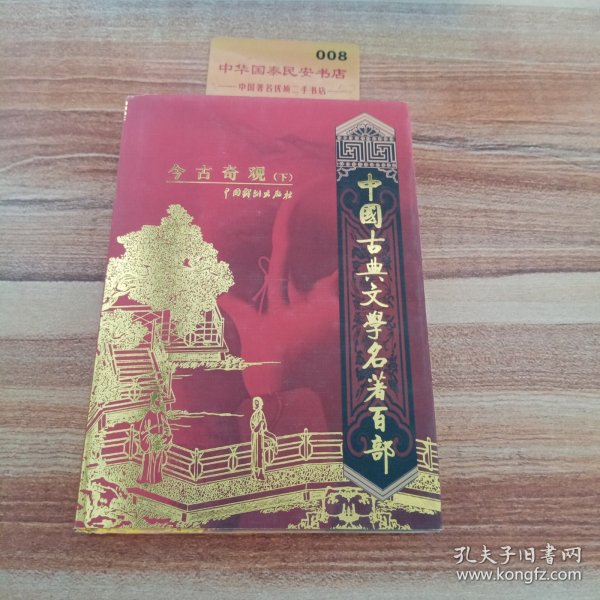 008
中华国泰民安书店
中国著名优质二手书店
今古奇观(下)
中国戏剧出版社
中國古典文學名著百部
孔夫子旧书网
www.kongfz.com